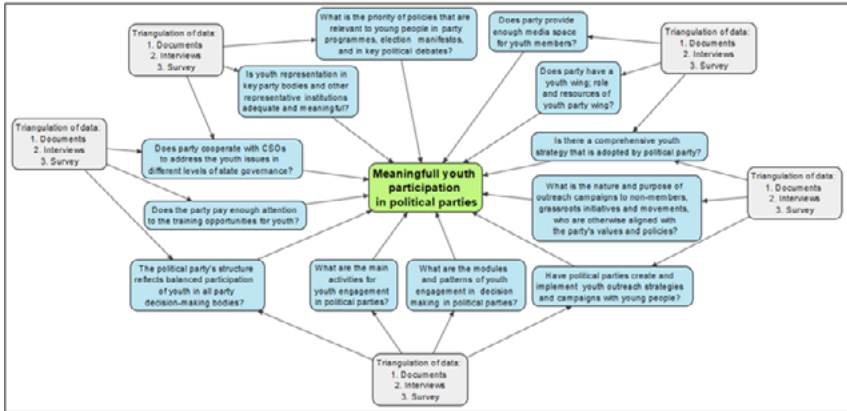 Triangulation of data:
1. Documents
2. Interviews
3. Survey
What is the priority of policies that are
relevant to young people in party
programmes, election manifestos,
and in key political debates?
Does party provide
enough media space
for youth members?
Triangulation of data:
1. Documents
2. Interviews
3. Survey
Is youth representation in
key party bodies and other
representative institutions
adequate and meaningful?
Does party have a
youth wing; role
and resources of
youth party wing?
Triangulation of data:
1. Documents
2. Interviews
3. Survey
Does party cooperate with CSOs
to address the youth issues in
different levels of state governance?
Is there a comprehensive youth
strategy that is adopted by political party?
Meaningfull youth
participation
in political parties
Triangulation of data:
1. Documents
2. Interviews
3. Survey
What is the nature and purpose of
outreach campaigns to non-members,
grassroots initiatives and movements,
who are otherwise aligned with
the party's values and policies?
Does the party pay enough attention
to the training opportunities for youth?
The political party's structure
reflects balanced participation
of youth in all party
decision-making bodies?
What are the main
activities for
youth engagement
in political parties?
What are the modules
and patterns of youth
engagement in decision
making in political parties?
Have political parties create and
implement youth outreach strategies
and campaigns with young people?
Triangulation of data:
1. Documents
2. Interviews
3. Survey